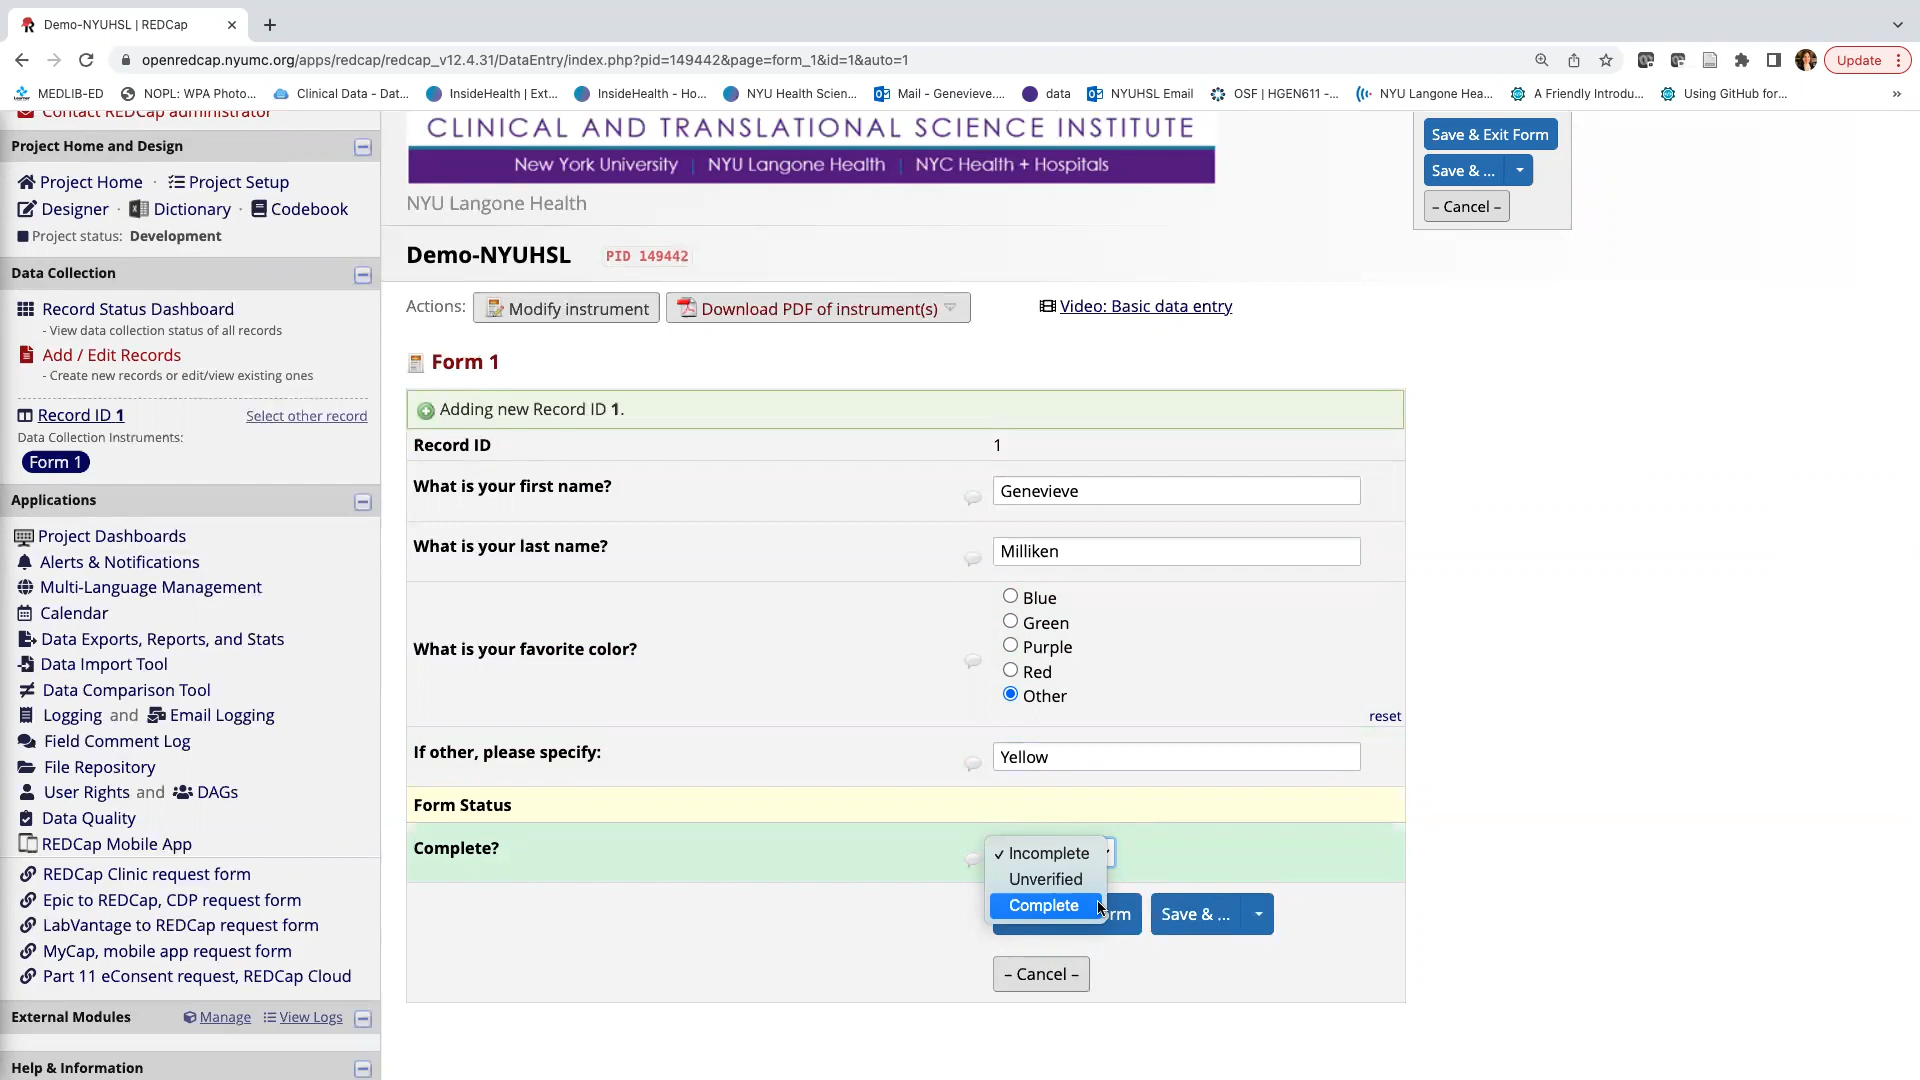 Demo-NYUHSL | REDCap
openredcap.nyumc.org/apps/redcap/redcap_v12.4.31/DataEntry/index.php?pid=149442&page=form_1&id=1&auto=1
Update
MEDLIB-ED
NOPL: WPA Photo...
Clinical Data - Dat...
InsideHealth | Ext...
InsideHealth - Ho...
NYU Health Scien...
Mail - Genevieve....
data
NYUHSL Email
OSF | HGEN611 -...
NYU Langone Hea...
A Friendly Introdu...
Using GitHub for...
»
Contact REDCap administrator
Project Home and Design
Project Home · Project Setup
Designer · Dictionary · Codebook
Project status: Development
Data Collection
Record Status Dashboard
- View data collection status of all records
Add / Edit Records
- Create new records or edit/view existing ones
Record ID 1 Select other record
Data Collection Instruments:
Form 1
Applications
Project Dashboards
Alerts & Notifications
Multi-Language Management
Calendar
Data Exports, Reports, and Stats
Data Import Tool
Data Comparison Tool
Logging and Email Logging
Field Comment Log
File Repository
User Rights and DAGs
Data Quality
REDCap Mobile App
REDCap Clinic request form
Epic to REDCap, CDP request form
LabVantage to REDCap request form
MyCap, mobile app request form
Part 11 eConsent request, REDCap Cloud
External Modules Manage View Logs
Help & Information
CLINICAL AND TRANSLATIONAL SCIENCE INSTITUTE
New York University | NYU Langone Health | NYC Health + Hospitals
NYU Langone Health
Demo-NYUHSL PID 149442
Actions: Modify instrument Download PDF of instrument(s) Video: Basic data entry
Form 1
Adding new Record ID 1.
Record ID 1
What is your first name? Genevieve
What is your last name? Milliken
What is your favorite color?
Blue
Green
Purple
Red
Other
reset
If other, please specify: Yellow
Form Status
Complete?
✓ Incomplete
Unverified
Complete
rm
Save & ...
– Cancel –
Save & Exit Form
Save & ...
– Cancel –